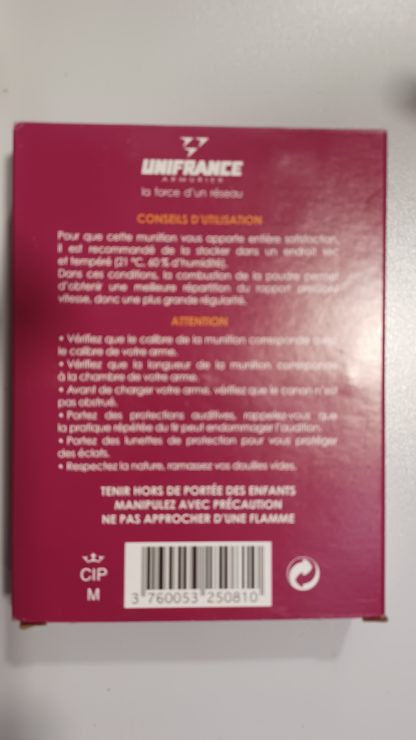 UNIFRANCE
ARMURIER
la force d'un réseau
CONSEILS D'UTILISATION
Pour que cette munition vous apporte entière satisfaction,
il est recommandé de la stocker dans un endroit sec
et tempéré (21 °C, 60 % d'humidité).
Dans ces conditions, la combustion de la poudre permet
d'obtenir une meilleure répartition du rapport pression/
vitesse, donc une plus grande régularité.
ATTENTION
• Vérifiez que le calibre de la munition corresponde avec
le calibre de votre arme.
• Vérifiez que la longueur de la munition corresponde
à la chambre de votre arme.
• Avant de charger votre arme, vérifiez que le canon n'est
pas obstrué.
• Portez des protections auditives, rappelez-vous que
la pratique répétée du tir peut endommager l'audition.
• Portez des lunettes de protection pour vous protéger
des éclats.
• Respectez la nature, ramassez vos douilles vides.
TENIR HORS DE PORTÉE DES ENFANTS
MANIPULEZ AVEC PRÉCAUTION
NE PAS APPROCHER D'UNE FLAMME
CIP
M
3 760053 250810